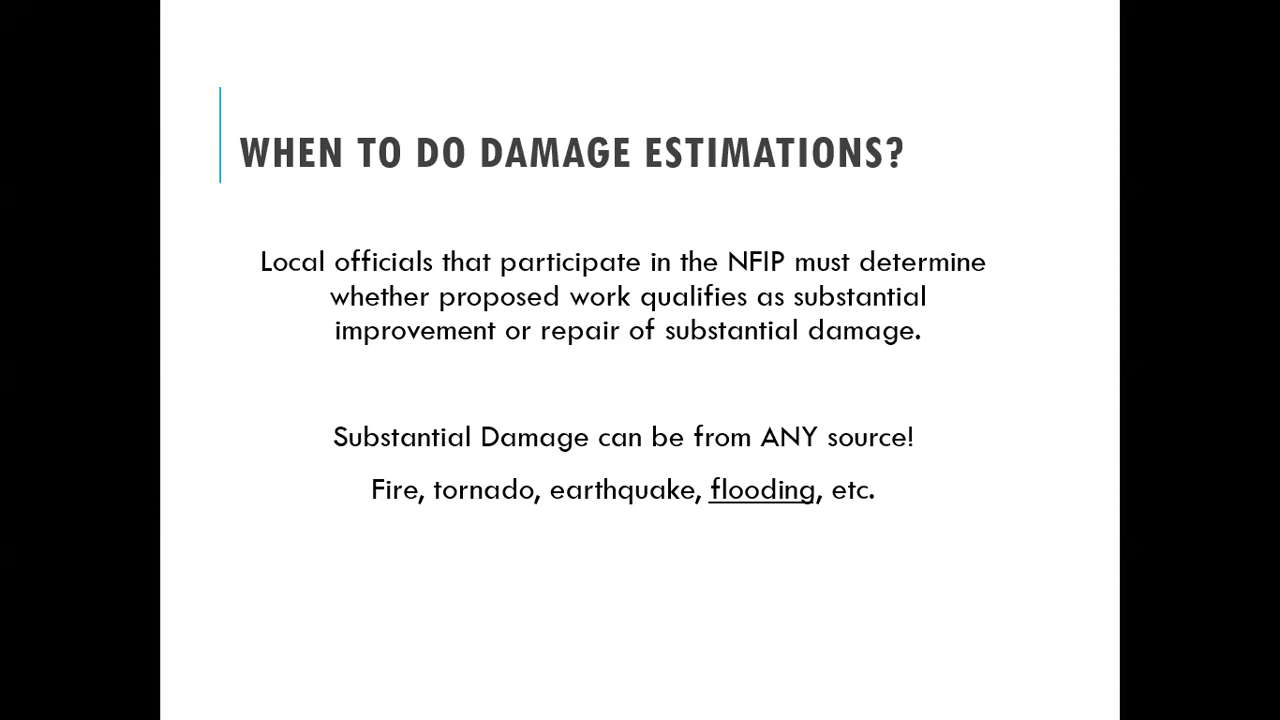 WHEN TO DO DAMAGE ESTIMATIONS?
Local officials that participate in the NFIP must determine
whether proposed work qualifies as substantial
improvement or repair of substantial damage.
Substantial Damage can be from ANY source!
Fire, tornado, earthquake, flooding, etc.